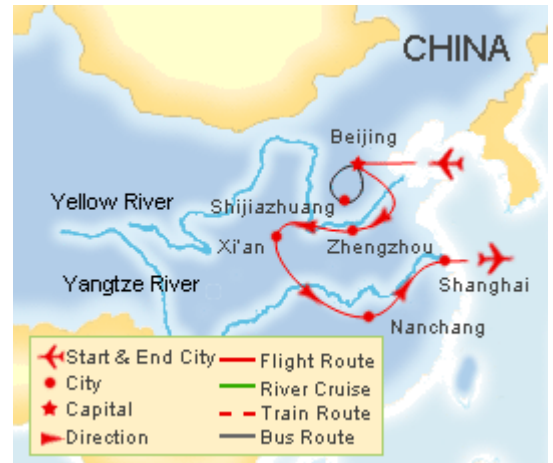 CHINA
Beijing
Yellow River
Shijiazhuang
Xi'an
Zhengzhou
Yangtze River
Shanghai
Nanchang
Start & End City
City
Capital
Direction
Flight Route
River Cruise
Train Route
Bus Route